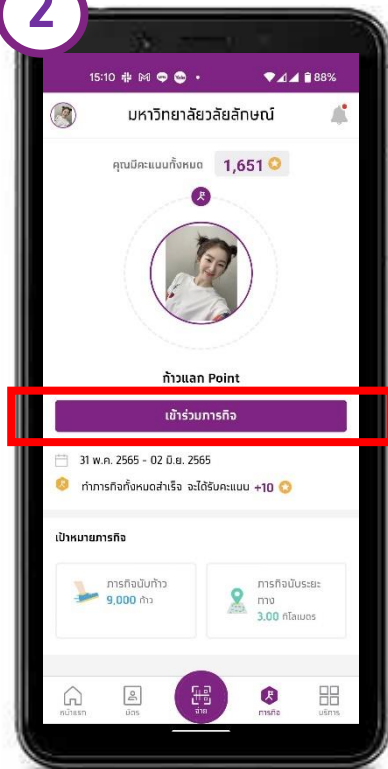 2
15:10 88%
มหาวิทยาลัยวลัยลักษณ์
คุณมีคะแนนทั้งหมด 1,651
ก้าวแลก Point
เข้าร่วมภารกิจ
31 พ.ค. 2565 - 02 มิ.ย. 2565
ทำภารกิจทั้งหมดสำเร็จ จะได้รับคะแนน +10
เป้าหมายภารกิจ
ภารกิจนับก้าว
9,000 ก้าว
ภารกิจนับระยะ
ทาง
3.00 กิโลเมตร
หน้าแรก บัตร จ่าย ภารกิจ บริการ